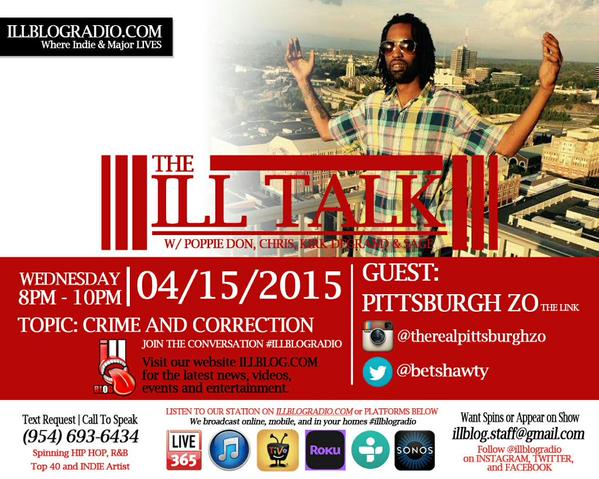 ILLBLOGRADIO.COM
Where Indie & Major LIVES
THE
ILL TALK
W/ POPPIE DON, CHRIS, KIRK DEGRAND & SAGE
WEDNESDAY
8PM - 10PM
04/15/2015
TOPIC: CRIME AND CORRECTION
JOIN THE CONVERSATION #ILLBLOGRADIO
ill
BLOG
Visit our website ILLBLOG.COM
for the latest news, videos,
events and entertainment.
GUEST:
PITTSBURGH ZO THE LINK
@therealpittsburghzo
@betshawty
Text Request | Call To Speak
(954) 693-6434
Spinning HIP HOP, R&B
Top 40 and INDIE Artist
LISTEN TO OUR STATION ON ILLBLOGRADIO.COM or PLATFORMS BELOW
We broadcast online, mobile, and in your homes #illblogradio
LIVE
365
TiVo
Roku
SONOS
Want Spins or Appear on Show
illblog.staff@gmail.com
Follow @illblogradio
on INSTAGRAM, TWITTER,
and FACEBOOK